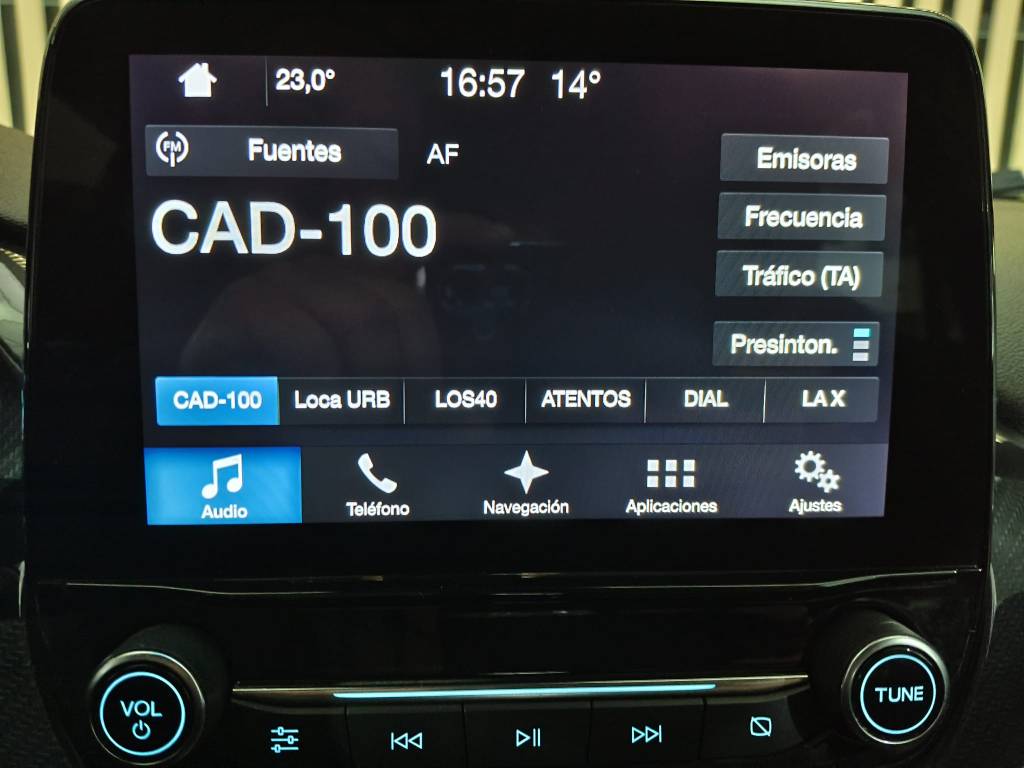 23,0° 16:57 14°
FM Fuentes AF Emisoras
CAD-100 Frecuencia
Tráfico (TA)
Presinton.
CAD-100 Loca URB LOS40 ATENTOS DIAL LA X
Audio Teléfono Navegación Aplicaciones Ajustes
VOL TUNE